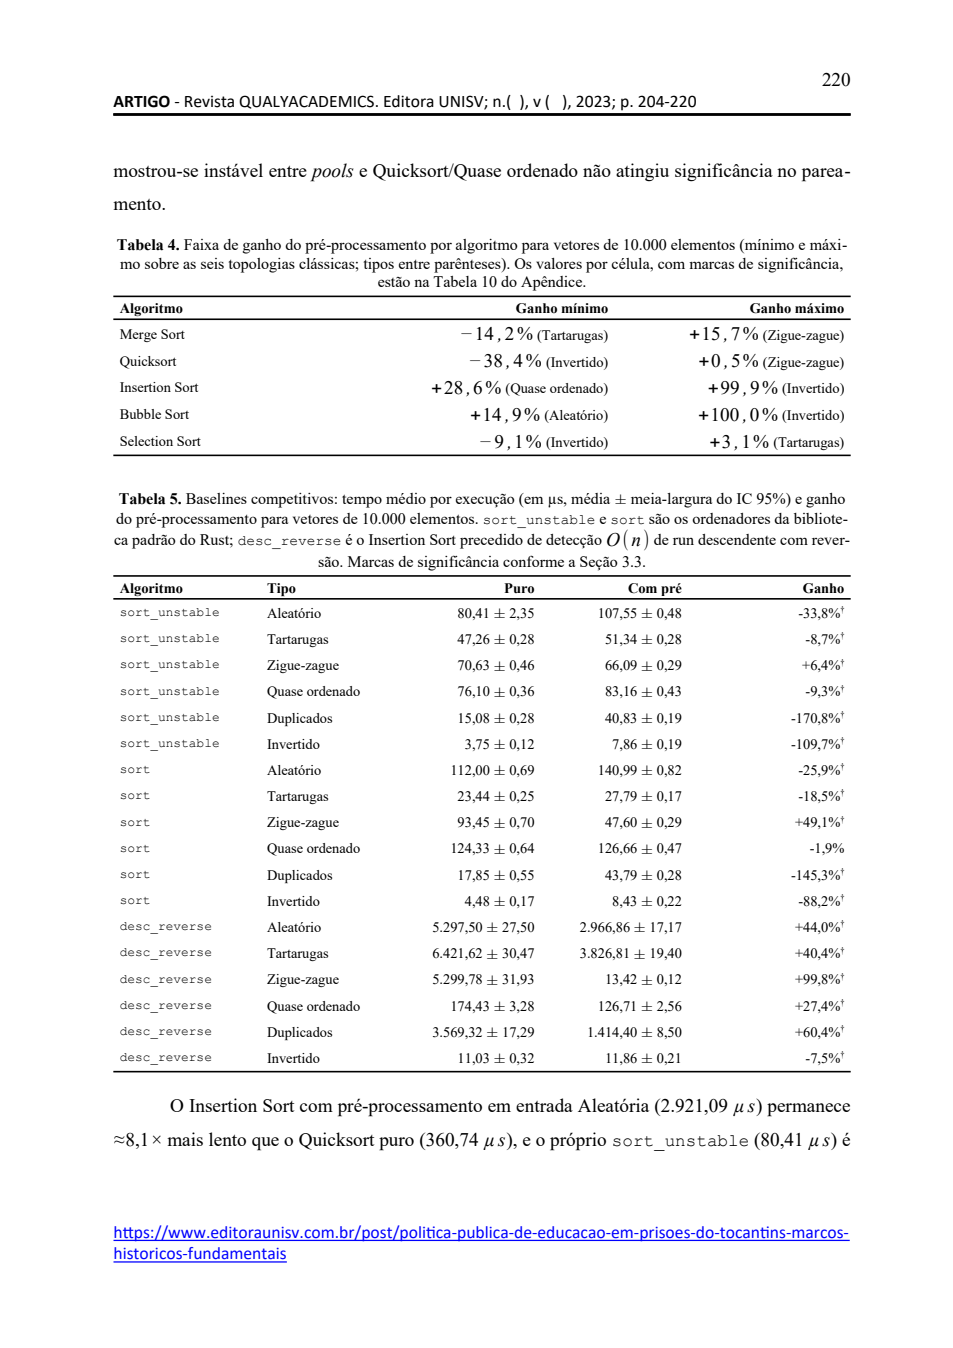 220
ARTIGO - Revista QUALYACADEMICS. Editora UNISV; n.( ), v ( ), 2023; p. 204-220
mostrou-se instável entre pools e Quicksort/Quase ordenado não atingiu significância no parea-
mento.
Tabela 4. Faixa de ganho do pré-processamento por algoritmo para vetores de 10.000 elementos (mínimo e máxi-
mo sobre as seis topologias clássicas; tipos entre parênteses). Os valores por célula, com marcas de significância,
estão na Tabela 10 do Apêndice.
Algoritmo Ganho mínimo Ganho máximo
Merge Sort −14,2% (Tartarugas) +15,7% (Zigue-zague)
Quicksort −38,4% (Invertido) +0,5% (Zigue-zague)
Insertion Sort +28,6% (Quase ordenado) +99,9% (Invertido)
Bubble Sort +14,9% (Aleatório) +100,0% (Invertido)
Selection Sort −9,1% (Invertido) +3,1% (Tartarugas)
Tabela 5. Baselines competitivos: tempo médio por execução (em µs, média ± meia-largura do IC 95%) e ganho
do pré-processamento para vetores de 10.000 elementos. sort_unstable e sort são os ordenadores da bibliote-
ca padrão do Rust; desc_reverse é o Insertion Sort precedido de detecção O(n) de run descendente com rever-
são. Marcas de significância conforme a Seção 3.3.
Algoritmo Tipo Puro Com pré Ganho
sort_unstable Aleatório 80,41 ± 2,35 107,55 ± 0,48 -33,8%†
sort_unstable Tartarugas 47,26 ± 0,28 51,34 ± 0,28 -8,7%†
sort_unstable Zigue-zague 70,63 ± 0,46 66,09 ± 0,29 +6,4%†
sort_unstable Quase ordenado 76,10 ± 0,36 83,16 ± 0,43 -9,3%†
sort_unstable Duplicados 15,08 ± 0,28 40,83 ± 0,19 -170,8%†
sort_unstable Invertido 3,75 ± 0,12 7,86 ± 0,19 -109,7%†
sort Aleatório 112,00 ± 0,69 140,99 ± 0,82 -25,9%†
sort Tartarugas 23,44 ± 0,25 27,79 ± 0,17 -18,5%†
sort Zigue-zague 93,45 ± 0,70 47,60 ± 0,29 +49,1%†
sort Quase ordenado 124,33 ± 0,64 126,66 ± 0,47 -1,9%
sort Duplicados 17,85 ± 0,55 43,79 ± 0,28 -145,3%†
sort Invertido 4,48 ± 0,17 8,43 ± 0,22 -88,2%†
desc_reverse Aleatório 5.297,50 ± 27,50 2.966,86 ± 17,17 +44,0%†
desc_reverse Tartarugas 6.421,62 ± 30,47 3.826,81 ± 19,40 +40,4%†
desc_reverse Zigue-zague 5.299,78 ± 31,93 13,42 ± 0,12 +99,8%†
desc_reverse Quase ordenado 174,43 ± 3,28 126,71 ± 2,56 +27,4%†
desc_reverse Duplicados 3.569,32 ± 17,29 1.414,40 ± 8,50 +60,4%†
desc_reverse Invertido 11,03 ± 0,32 11,86 ± 0,21 -7,5%†
O Insertion Sort com pré-processamento em entrada Aleatória (2.921,09 µs) permanece
≈8,1× mais lento que o Quicksort puro (360,74 µs), e o próprio sort_unstable (80,41 µs) é
https://www.editoraunisv.com.br/post/politica-publica-de-educacao-em-prisoes-do-tocantins-marcos-
historicos-fundamentais